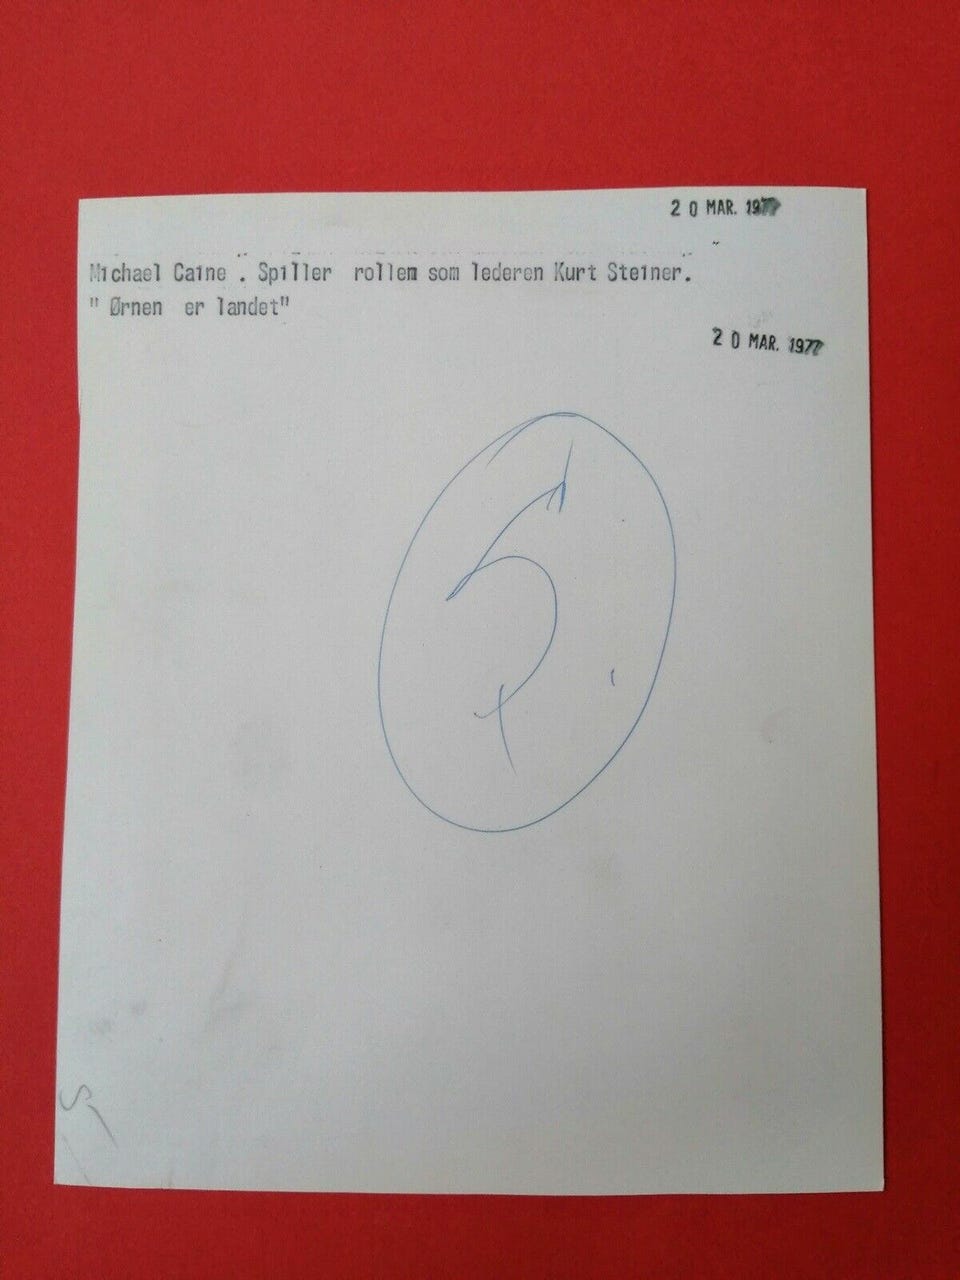 20 MAR. 1977
Michael Caine . Spiller rollem som lederen Kurt Steiner.
" Ørnen er landet"
20 MAR. 1977